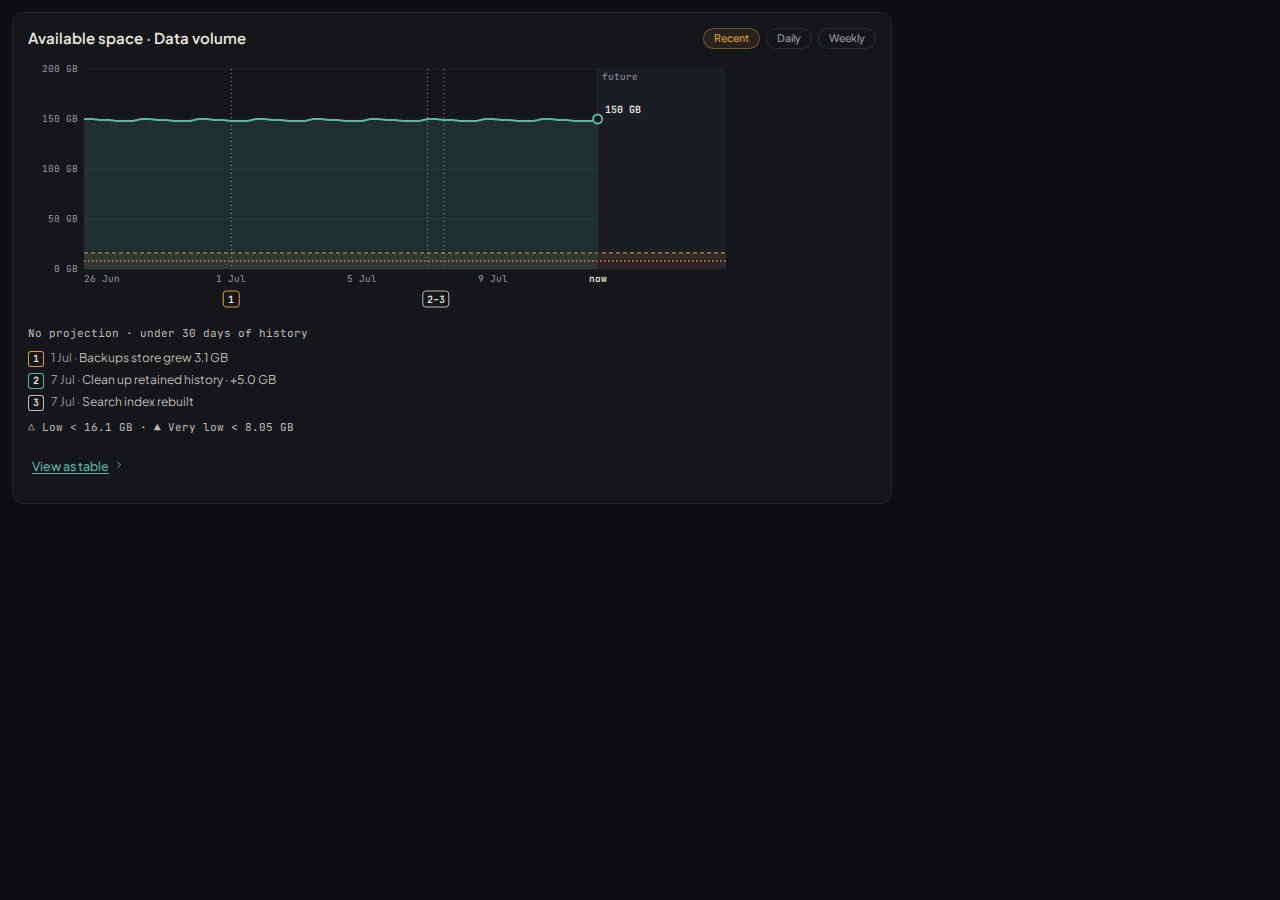 Available space · Data volume
Recent Daily Weekly
200 GB
future
150 GB
150 GB
100 GB
50 GB
0 GB
26 Jun 1 Jul 5 Jul 9 Jul now
1 2–3
No projection · under 30 days of history
1 1 Jul · Backups store grew 3.1 GB
2 7 Jul · Clean up retained history · +5.0 GB
3 7 Jul · Search index rebuilt
△ Low < 16.1 GB · ▲ Very low < 8.05 GB
View as table